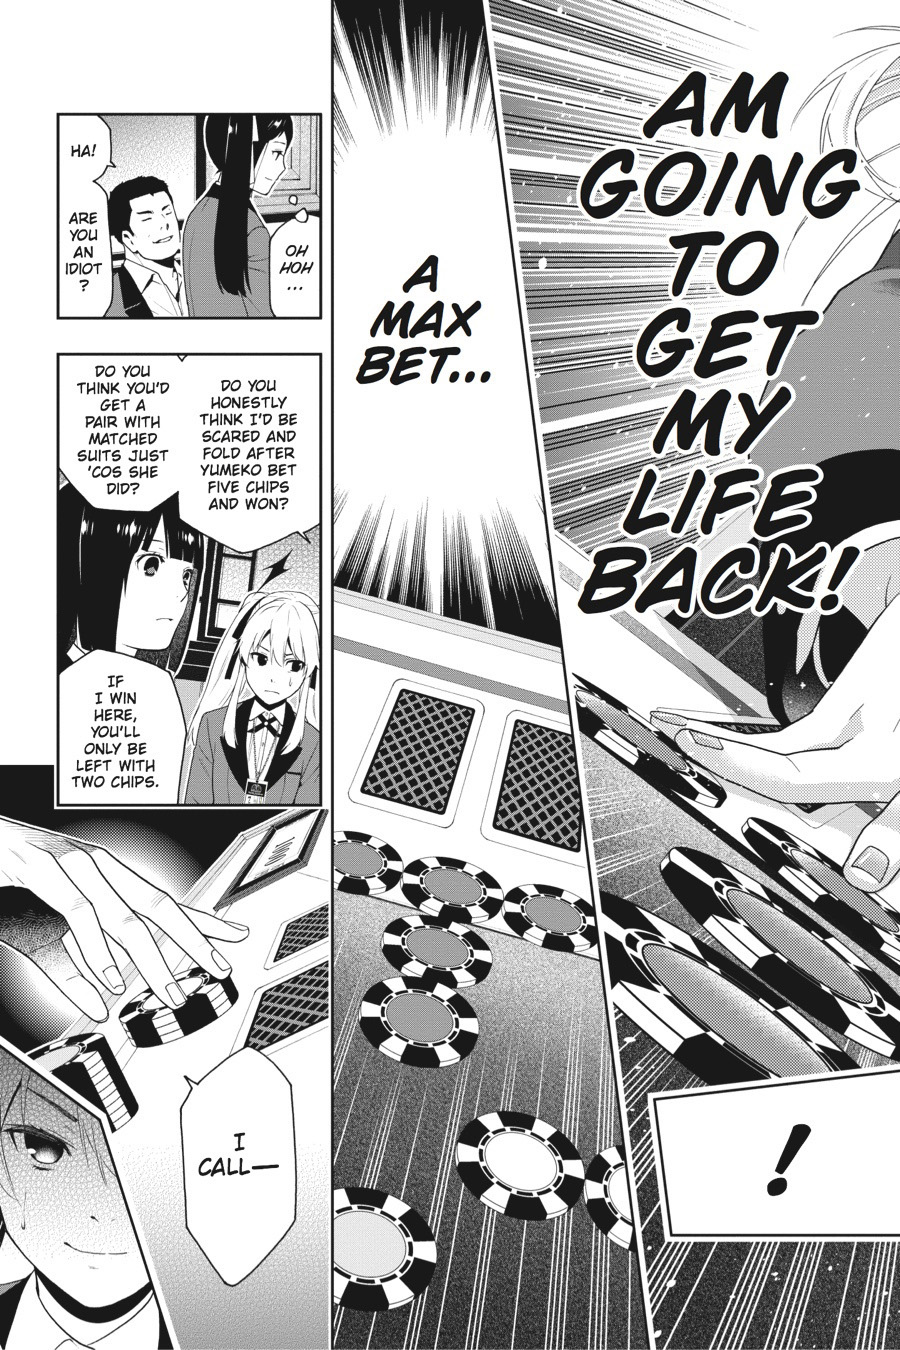 AM
GOING
TO
GET
MY
LIFE
BACK!
!
A
MAX
BET...
OH
HOH
...
HA!
ARE
YOU
AN
IDIOT
?
DO YOU
HONESTLY
THINK I'D BE
SCARED AND
FOLD AFTER
YUMEKO BET
FIVE CHIPS
AND WON?
DO YOU
THINK YOU'D
GET A
PAIR WITH
MATCHED
SUITS JUST
'COS SHE
DID?
IF
I WIN
HERE,
YOU'LL
ONLY BE
LEFT WITH
TWO CHIPS.
I
CALL—